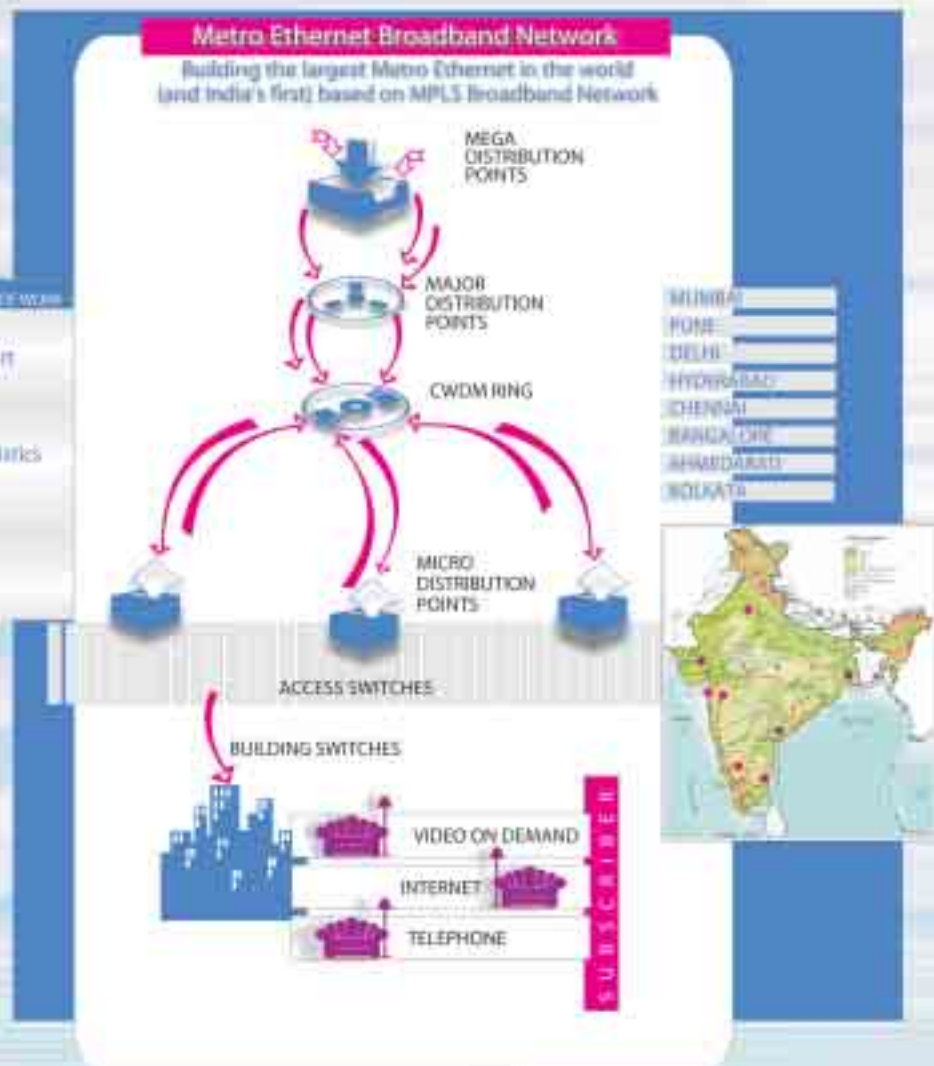 Metro Ethernet Broadband Network
Building the largest Metro Ethernet in the world
(and India's first) based on MPLS Broadband Network
MEGA
DISTRIBUTION
POINTS
MAJOR
DISTRIBUTION
POINTS
CWDM RING
MICRO
DISTRIBUTION
POINTS
ACCESS SWITCHES
BUILDING SWITCHES
VIDEO ON DEMAND
INTERNET
TELEPHONE
SUBSCRIBER
MUMBAI
PUNE
DELHI
HYDERABAD
CHENNAI
BANGALORE
AHMEDABAD
KOLKATA